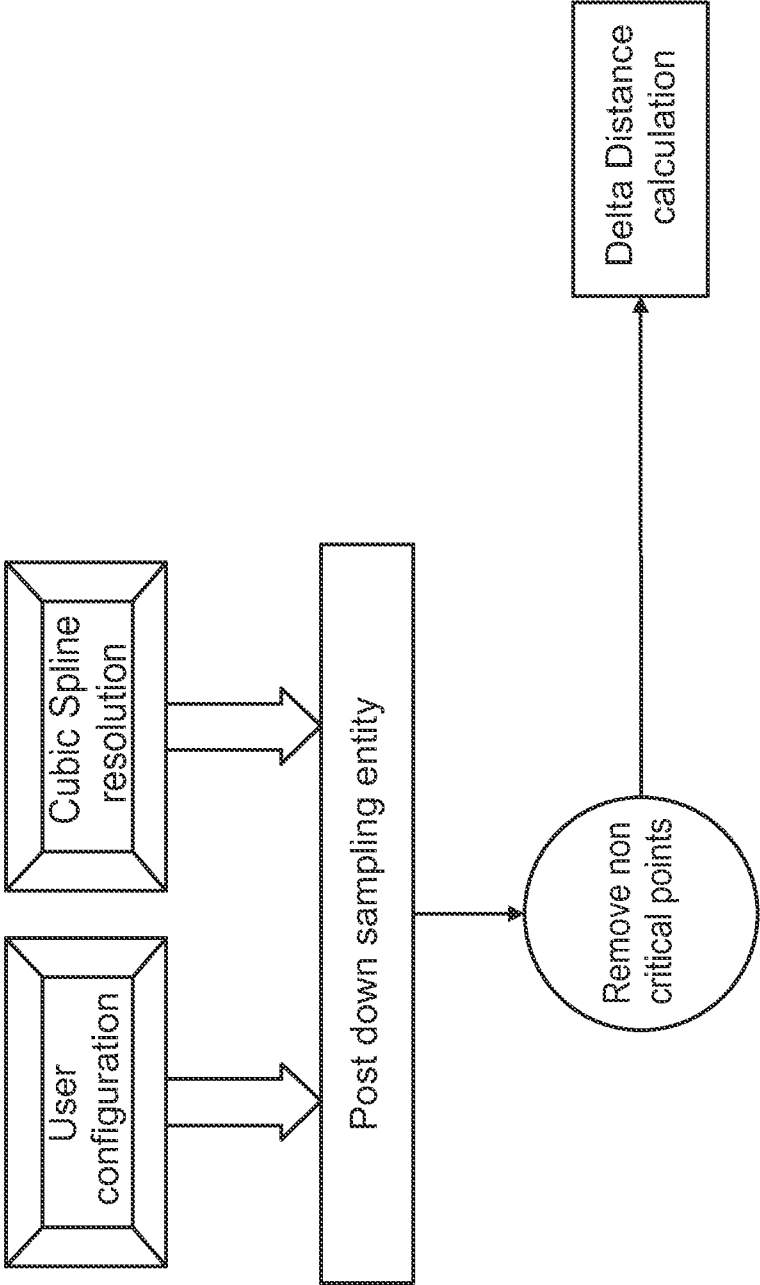 User
configuration
Cubic Spline
resolution
Post down sampling entity
Remove non
critical points
Delta Distance
calculation